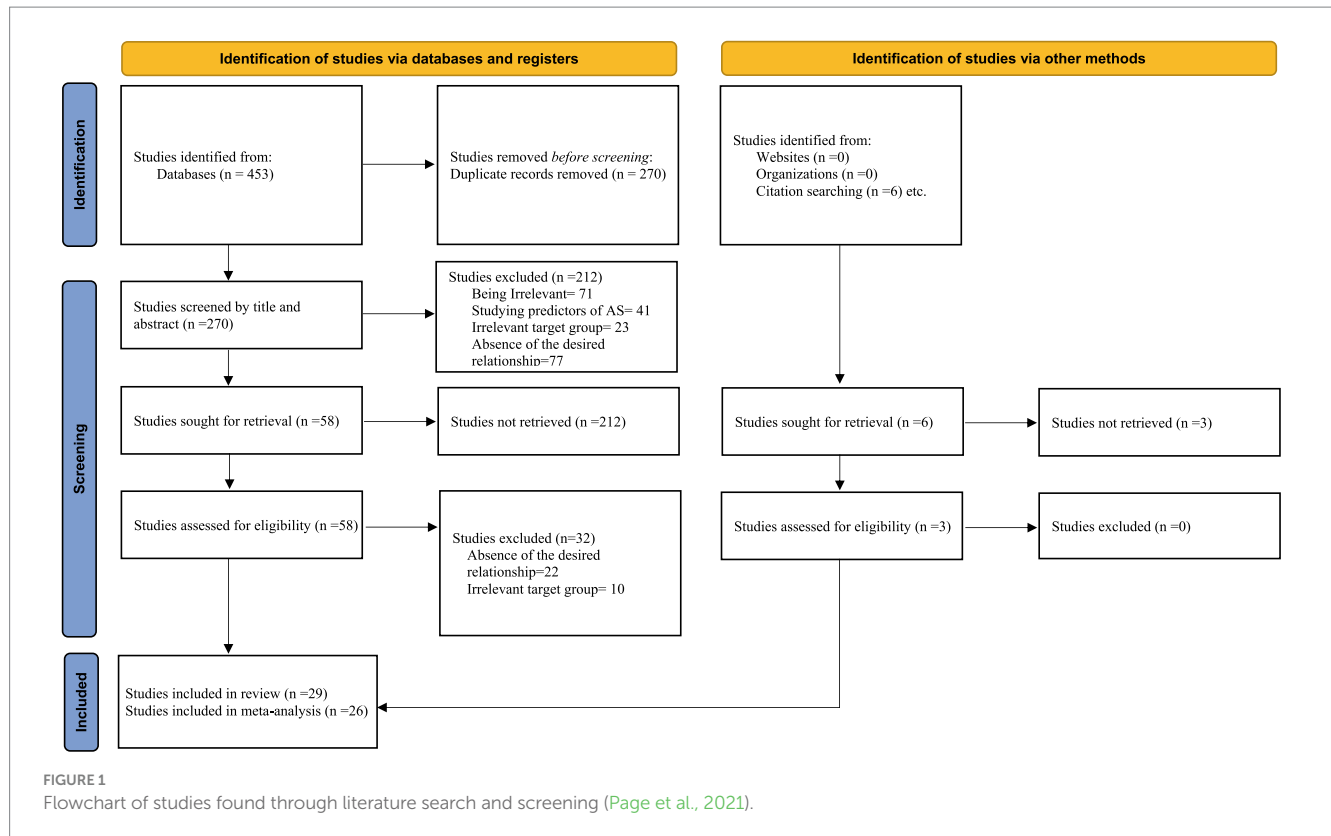 Identification of studies via databases and registers
Identification of studies via other methods
Identification
Studies identified from:
Databases (n = 453)
Studies removed before screening:
Duplicate records removed (n = 270)
Studies identified from:
Websites (n =0)
Organizations (n =0)
Citation searching (n =6) etc.
Screening
Studies screened by title and
abstract (n =270)
Studies excluded (n =212)
Being Irrelevant= 71
Studying predictors of AS= 41
Irrelevant target group= 23
Absence of the desired
relationship=77
Studies sought for retrieval (n =58)
Studies not retrieved (n =212)
Studies sought for retrieval (n =6)
Studies not retrieved (n =3)
Studies assessed for eligibility (n =58)
Studies excluded (n=32)
Absence of the desired
relationship=22
Irrelevant target group= 10
Studies assessed for eligibility (n =3)
Studies excluded (n =0)
Included
Studies included in review (n =29)
Studies included in meta-analysis (n =26)
FIGURE 1
Flowchart of studies found through literature search and screening (Page et al., 2021).